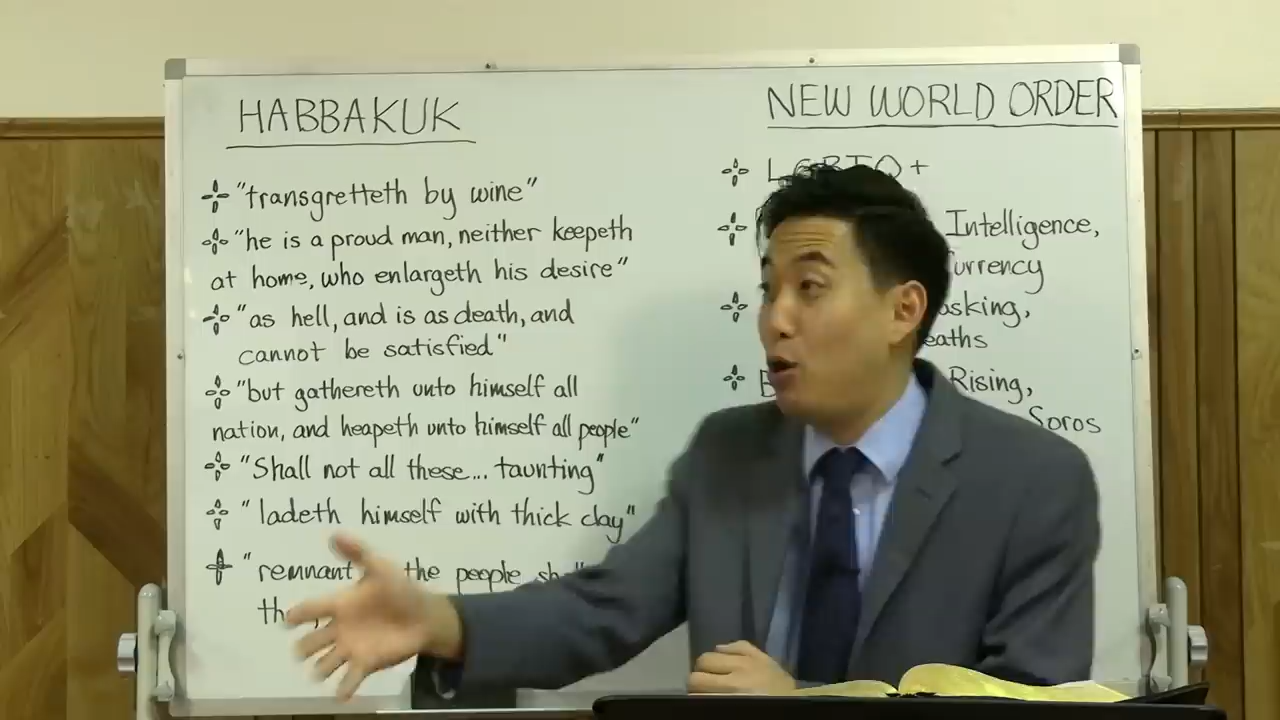 HABBAKUK
"transgretteth by wine"
"he is a proud man, neither keepeth
at home, who enlargeth his desire"
"as hell, and is as death, and
cannot be satisfied"
"but gathereth unto himself all
nation, and heapeth unto himself all people"
"Shall not all these... taunting"
"ladeth himself with thick clay"
"remnant the people
NEW WORLD ORDER
LGBTQ+
Intelligence,
Currency
Rising,
Soros